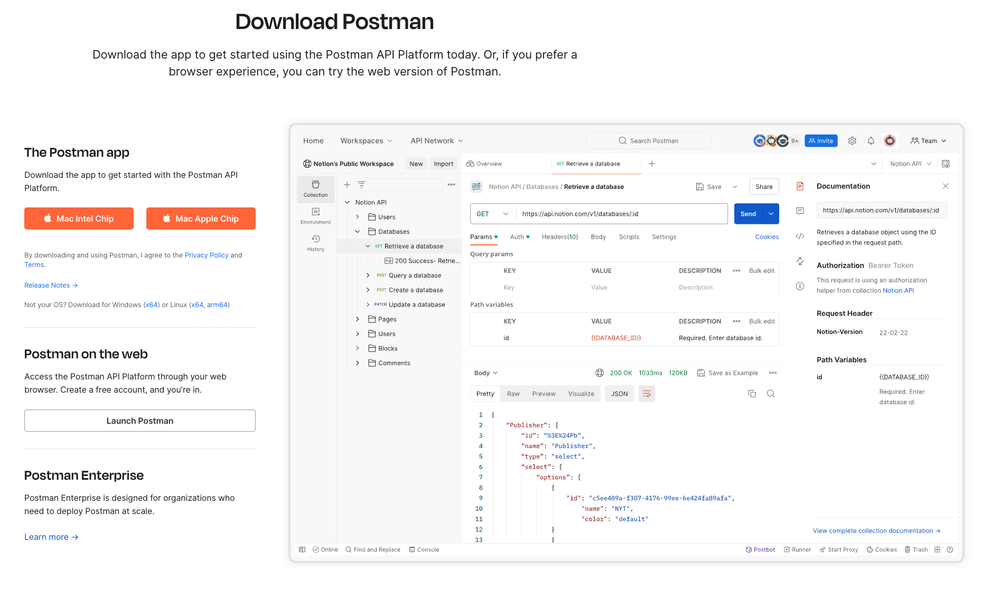 Download Postman
Download the app to get started using the Postman API Platform today. Or, if you prefer a
browser experience, you can try the web version of Postman.
The Postman app
Download the app to get started with the Postman API
Platform.
Mac Intel Chip
Mac Apple Chip
By downloading and using Postman, I agree to the Privacy Policy and
Terms.
Release Notes →
Not your OS? Download for Windows (x64) or Linux (x64, arm64)
Postman on the web
Access the Postman API Platform through your web
browser. Create a free account, and you're in.
Launch Postman
Postman Enterprise
Postman Enterprise is designed for organizations who
need to deploy Postman at scale.
Learn more →
Home Workspaces API Network Search Postman 9+ Invite Team
Notion's Public Workspace New Import
Overview GET Retrieve a database Notion API
Collection
Environment
History
Notion API
Users
Databases
GET Retrieve a database
200 Success- Retrie...
POST Query a database
POST Create a database
PATCH Update a database
Pages
Users
Blocks
Comments
HTTP Notion API / Databases / Retrieve a database Save Share
GET https://api.notion.com/v1/databases/:id Send
Params Auth Headers(10) Body Scripts Settings Cookies
Query params
KEY VALUE DESCRIPTION Bulk edit
Key Value Description
Path variables
KEY VALUE DESCRIPTION Bulk edit
id {{DATABASE_ID}} Required. Enter database id.
Body 200 OK 1033ms 120KB Save as Example
Pretty Raw Preview Visualize JSON
1 {
2 “Publisher”: {
3 “id”: “%3E%24Pb”,
4 ”name”: "Publisher",
5 “type”: "select",
6 “select”: {
7 “options”: [
8 {
9 "id": "c5ee409a-f307-4176-99ee-6e424fa89afa",
10 "name": "NYT",
11 "color": "default"
12 }
13 {
Documentation
https://api.notion.com/v1/databases/:id
Retrieves a database object using the ID
specified in the request path.
Authorization Bearer Token
This request is using an authorization
helper from collection Notion API
Request Header
Notion-Version 22-02-22
Path Variables
id {{DATABASE_ID}}
Required. Enter
database id.
View complete collection documentation →
Online Find and Replace Console Postbot Runner Start Proxy Cookies Trash